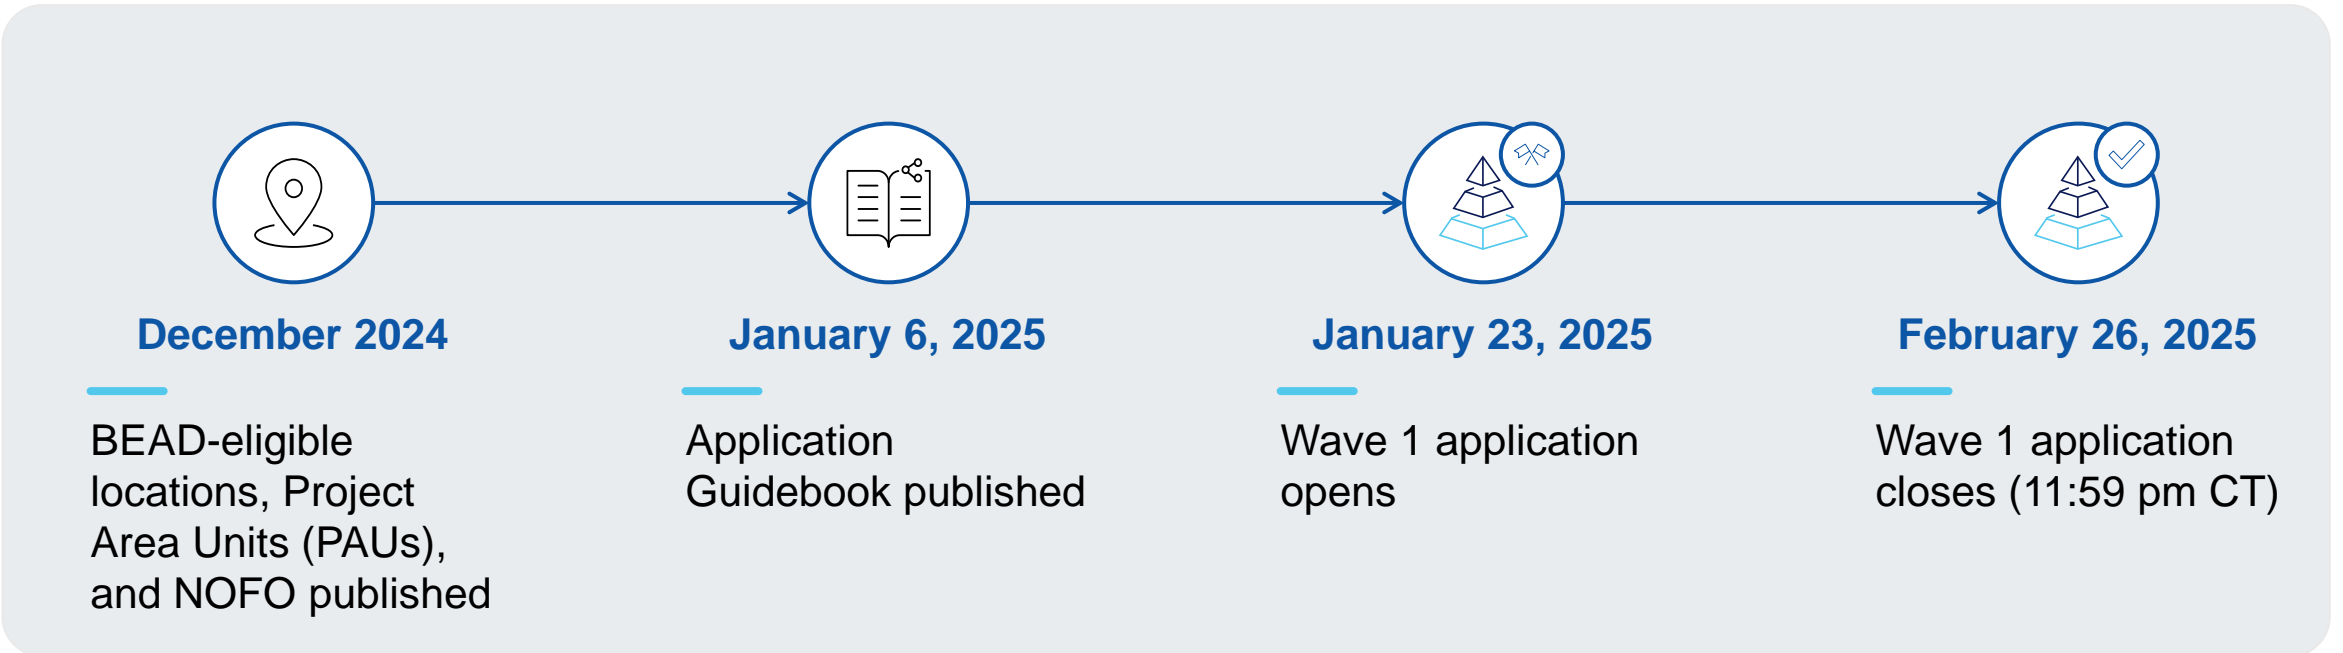 December 2024
BEAD-eligible
locations, Project
Area Units (PAUs),
and NOFO published
January 6, 2025
Application
Guidebook published
January 23, 2025
Wave 1 application
opens
February 26, 2025
Wave 1 application
closes (11:59 pm CT)